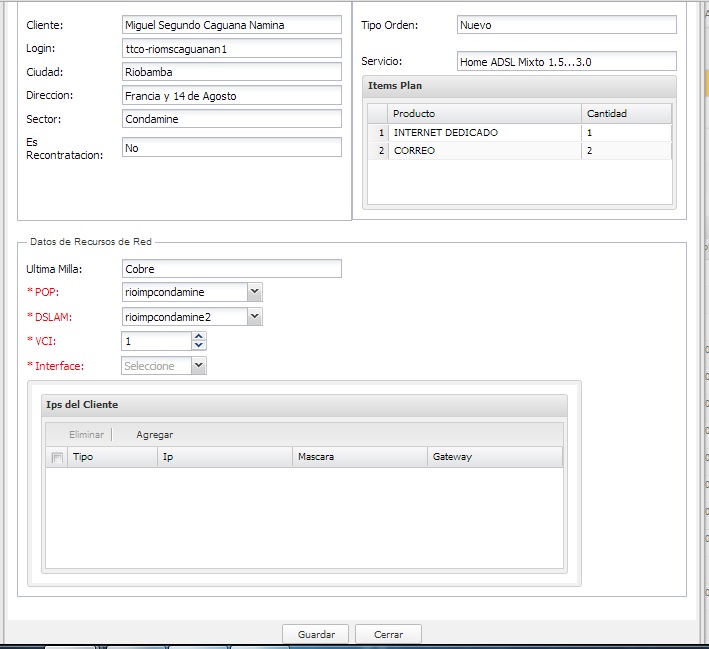 Cliente: Miguel Segundo Caguana Namina
Login: ttco-riomscaguanan1
Ciudad: Riobamba
Direccion: Francia y 14 de Agosto
Sector: Condamine
Es
Recontratacion: No
Tipo Orden: Nuevo
Servicio: Home ADSL Mixto 1.5...3.0
Items Plan
Producto Cantidad
1 INTERNET DEDICADO 1
2 CORREO 2
Datos de Recursos de Red
Ultima Milla: Cobre
* POP: rioimpcondamine
* DSLAM: rioimpcondamine2
* VCI: 1
* Interface: Seleccione
Ips del Cliente
Eliminar Agregar
Tipo Ip Mascara Gateway
Guardar Cerrar